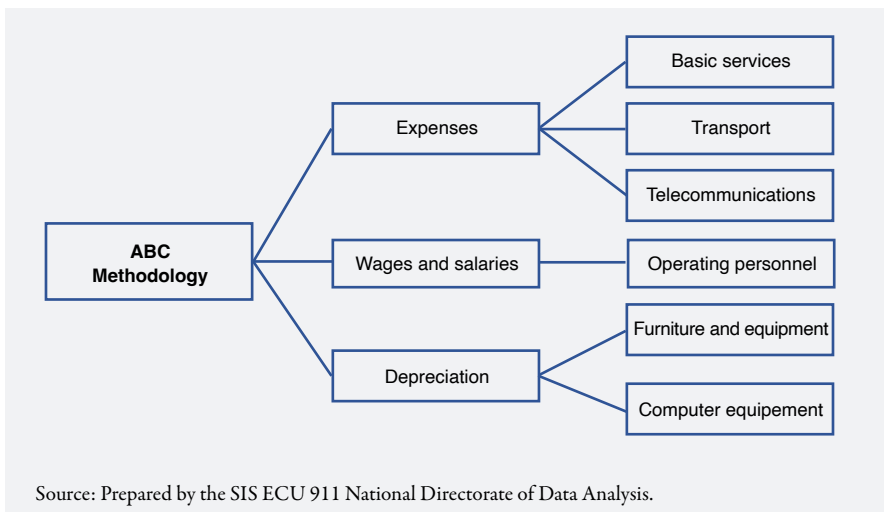 Basic services
Expenses
Transport
Telecommunications
ABC
Methodology
Wages and salaries
Operating personnel
Furniture and equipment
Depreciation
Computer equipement
Source: Prepared by the SIS ECU 911 National Directorate of Data Analysis.